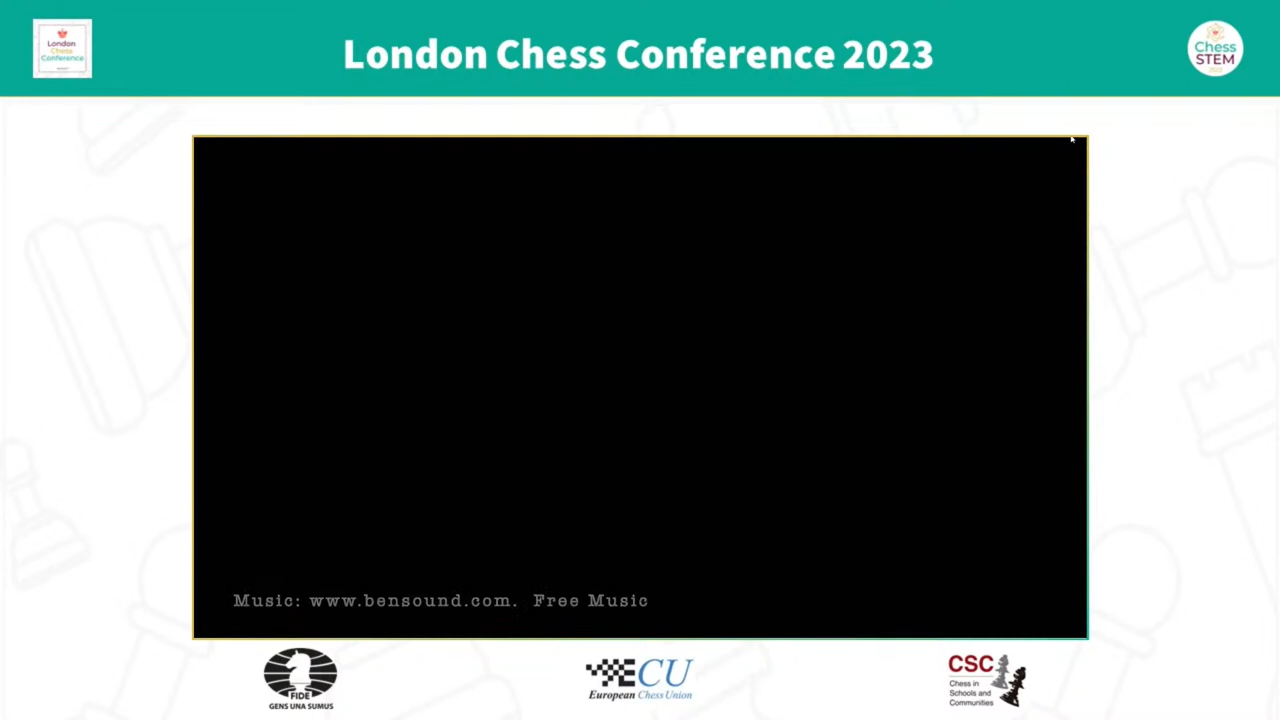 London
Chess
Conference
London Chess Conference 2023
Chess
STEM
2023
Music: www.bensound.com. Free Music
FIDE
GENS UNA SUMUS
ECU
European Chess Union
CSC
Chess in
Schools and
Communities